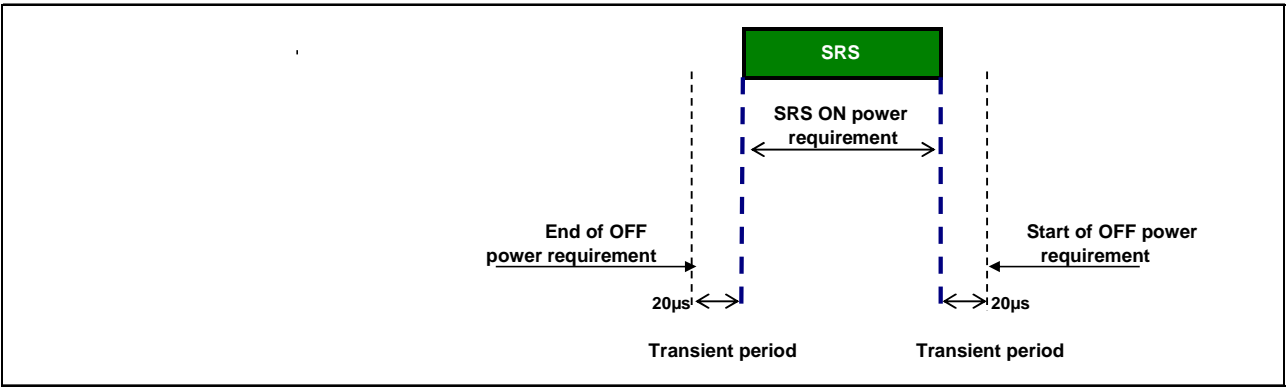 SRS
SRS ON power
requirement
End of OFF
power requirement
Start of OFF power
requirement
20µs
20µs
Transient period
Transient period